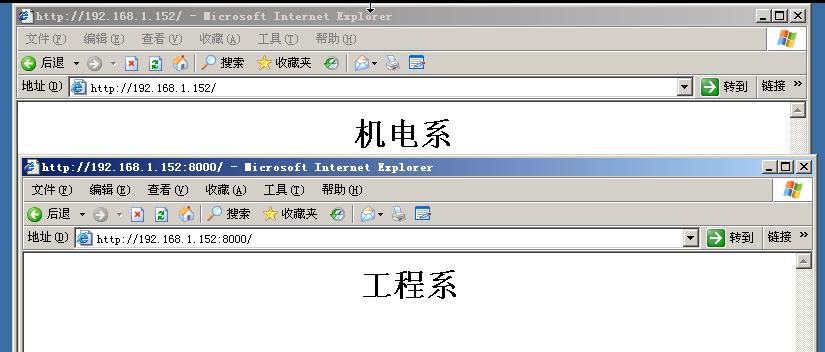 http://192.168.1.152/ - Microsoft Internet Explorer
文件(F) 编辑(E) 查看(V) 收藏(A) 工具(T) 帮助(H)
后退 搜索 收藏夹
地址(D) http://192.168.1.152/ 转到 链接 »
机电系
http://192.168.1.152:8000/ - Microsoft Internet Explorer
文件(F) 编辑(E) 查看(V) 收藏(A) 工具(T) 帮助(H)
后退 搜索 收藏夹
地址(D) http://192.168.1.152:8000/ 转到 链接 »
工程系